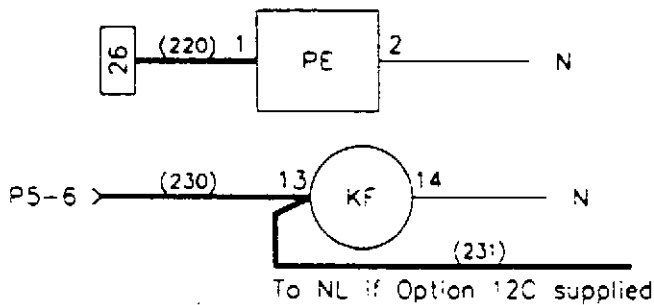 26 (220) 1 PE 2 N
P5-6 (230) 13 KF 14 N
(231)
To NL if Option 12C supplied